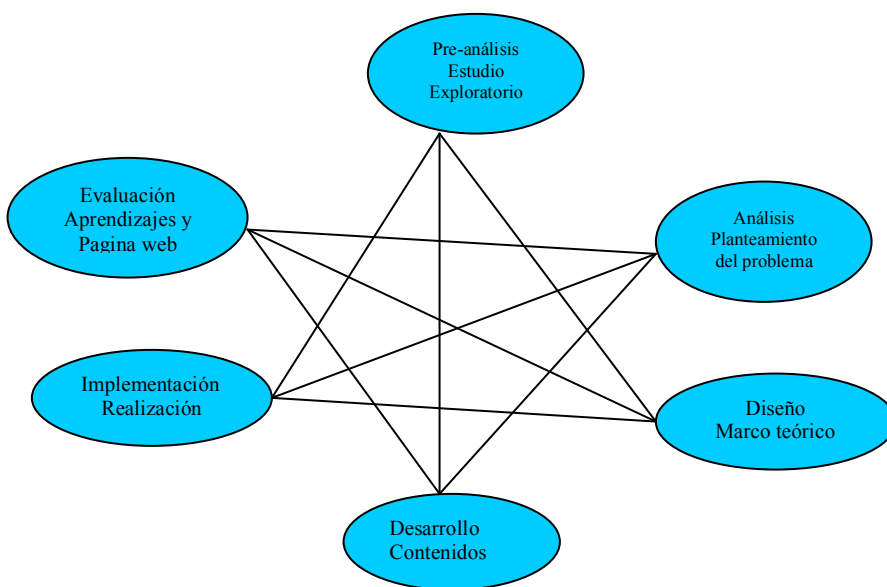 Pre-análisis
Estudio
Exploratorio
Evaluación
Aprendizajes y
Pagina web
Análisis
Planteamiento
del problema
Implementación
Realización
Diseño
Marco teórico
Desarrollo
Contenidos